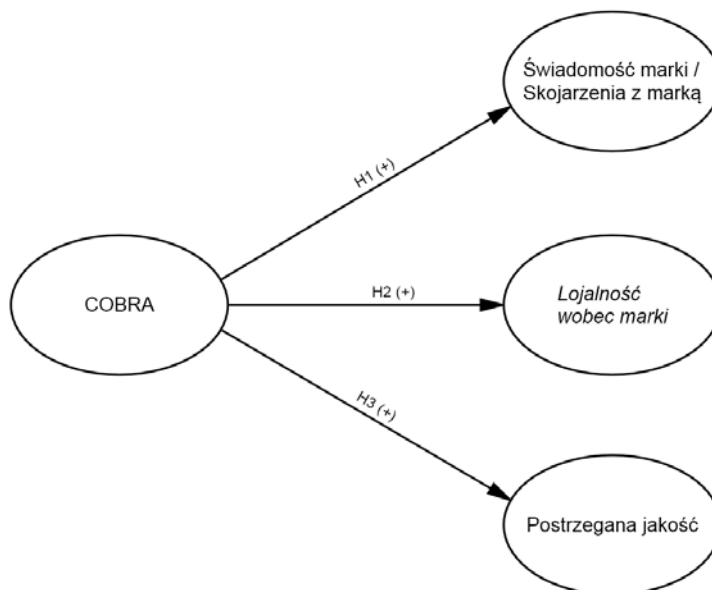 Świadomość marki /
Skojarzenia z marką
H1 (+)
COBRA
H2 (+)
Lojalność
wobec marki
H3 (+)
Postrzegana jakość